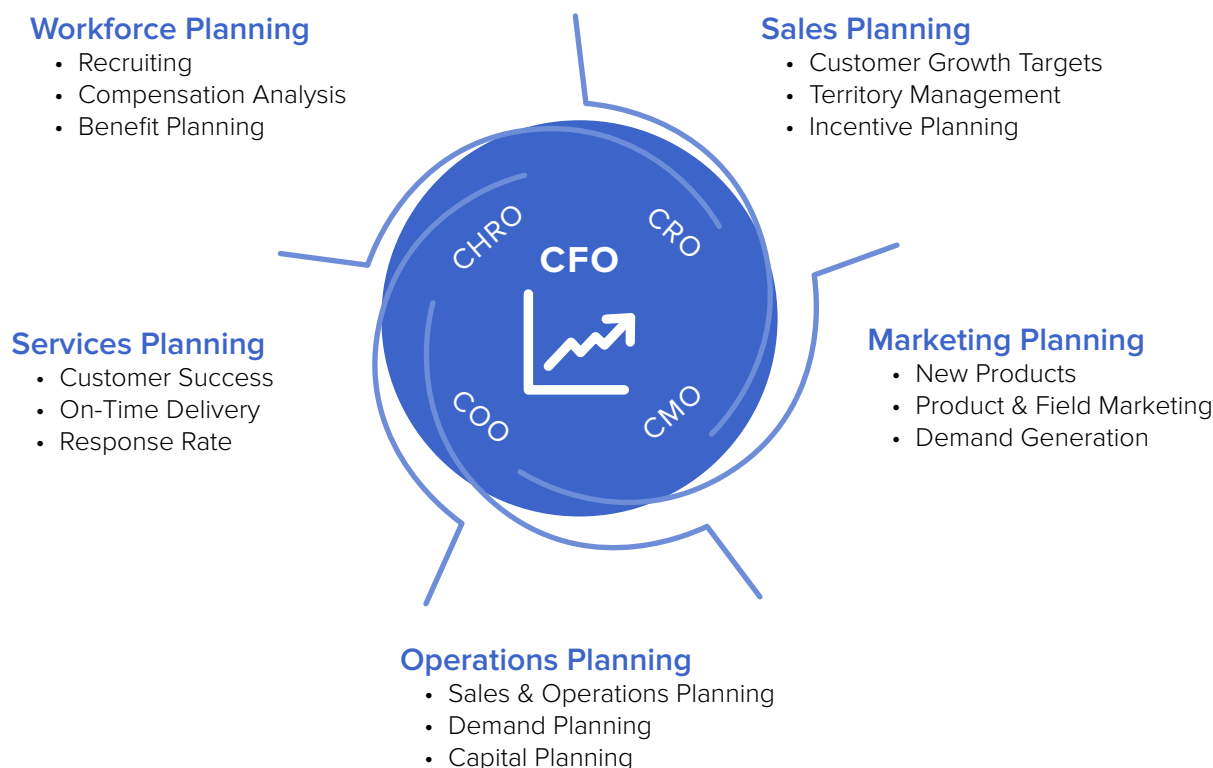 Workforce Planning
• Recruiting
• Compensation Analysis
• Benefit Planning
Sales Planning
• Customer Growth Targets
• Territory Management
• Incentive Planning
CHRO
CRO
CFO
COO
CMO
Services Planning
• Customer Success
• On-Time Delivery
• Response Rate
Marketing Planning
• New Products
• Product & Field Marketing
• Demand Generation
Operations Planning
• Sales & Operations Planning
• Demand Planning
• Capital Planning